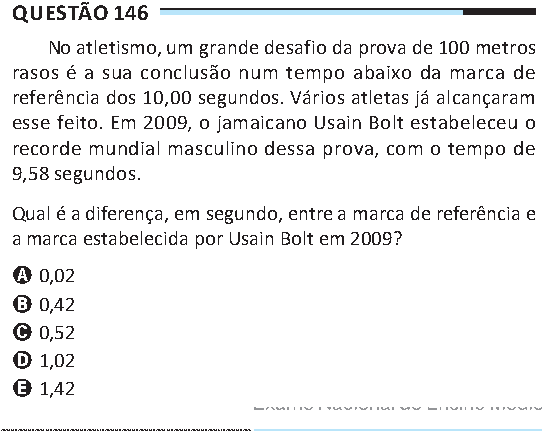 QUESTÃO 146
No atletismo, um grande desafio da prova de 100 metros
rasos é a sua conclusão num tempo abaixo da marca de
referência dos 10,00 segundos. Vários atletas já alcançaram
esse feito. Em 2009, o jamaicano Usain Bolt estabeleceu o
recorde mundial masculino dessa prova, com o tempo de
9,58 segundos.
Qual é a diferença, em segundo, entre a marca de referência e
a marca estabelecida por Usain Bolt em 2009?
A 0,02
B 0,42
C 0,52
D 1,02
E 1,42